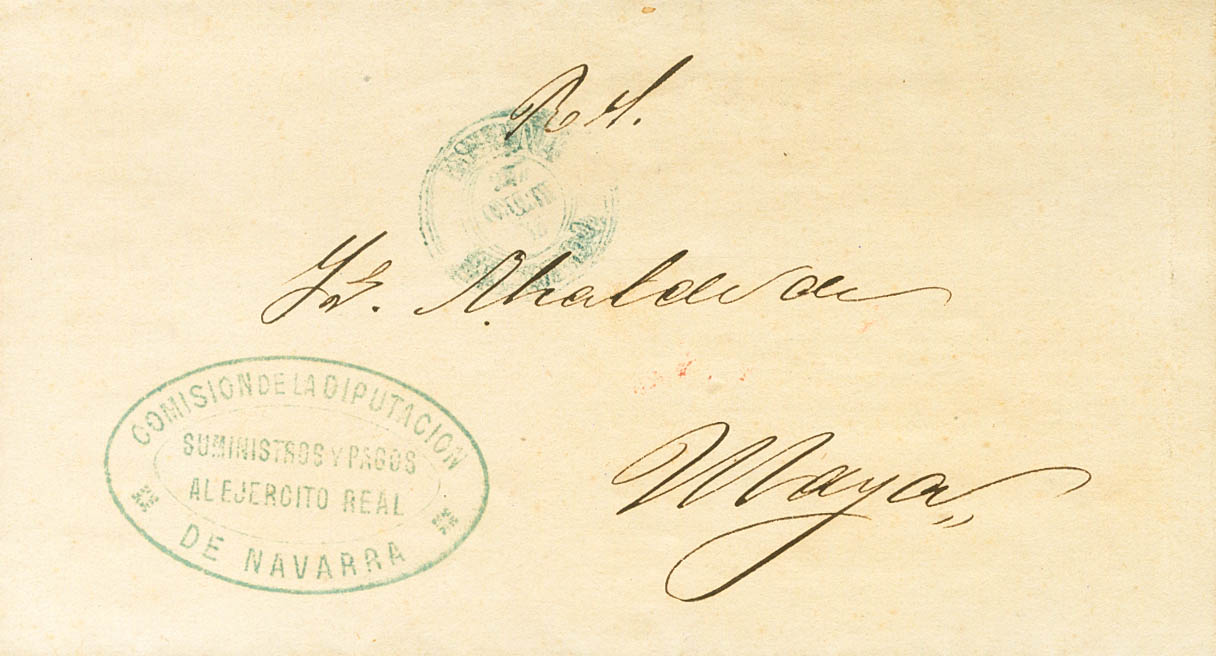 R. S.
Sr. Alcalde de
Maya
COMISION DE LA DIPUTACION
SUMINISTROS Y PAGOS
AL EJERCITO REAL
DE NAVARRA